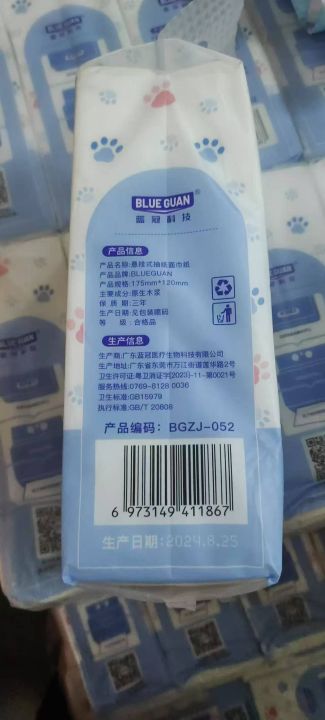 BLUE GUAN
蓝冠科技
产品信息
产品名称:悬挂式抽纸面巾纸
产品品牌:BLUEGUAN
产品规格:175mm*120mm
主要成分:原生木浆
保 质 期:三年
生产日期:见包装喷码
等 级:合格品
生产信息
生产商:广东蓝冠医疗生物科技有限公司
生产地址:广东省东莞市万江街道莲华路2号
卫生许可证:粤卫消证字(2023)-11-第0021号
服务热线:0769-8128 0036
卫生标准:GB15979
执行标准:GB/T 20808
产品编码:BGZJ-052
6 973149 411867
生产日期:2024.8.25
BLUE GUAN
BLUE GUAN